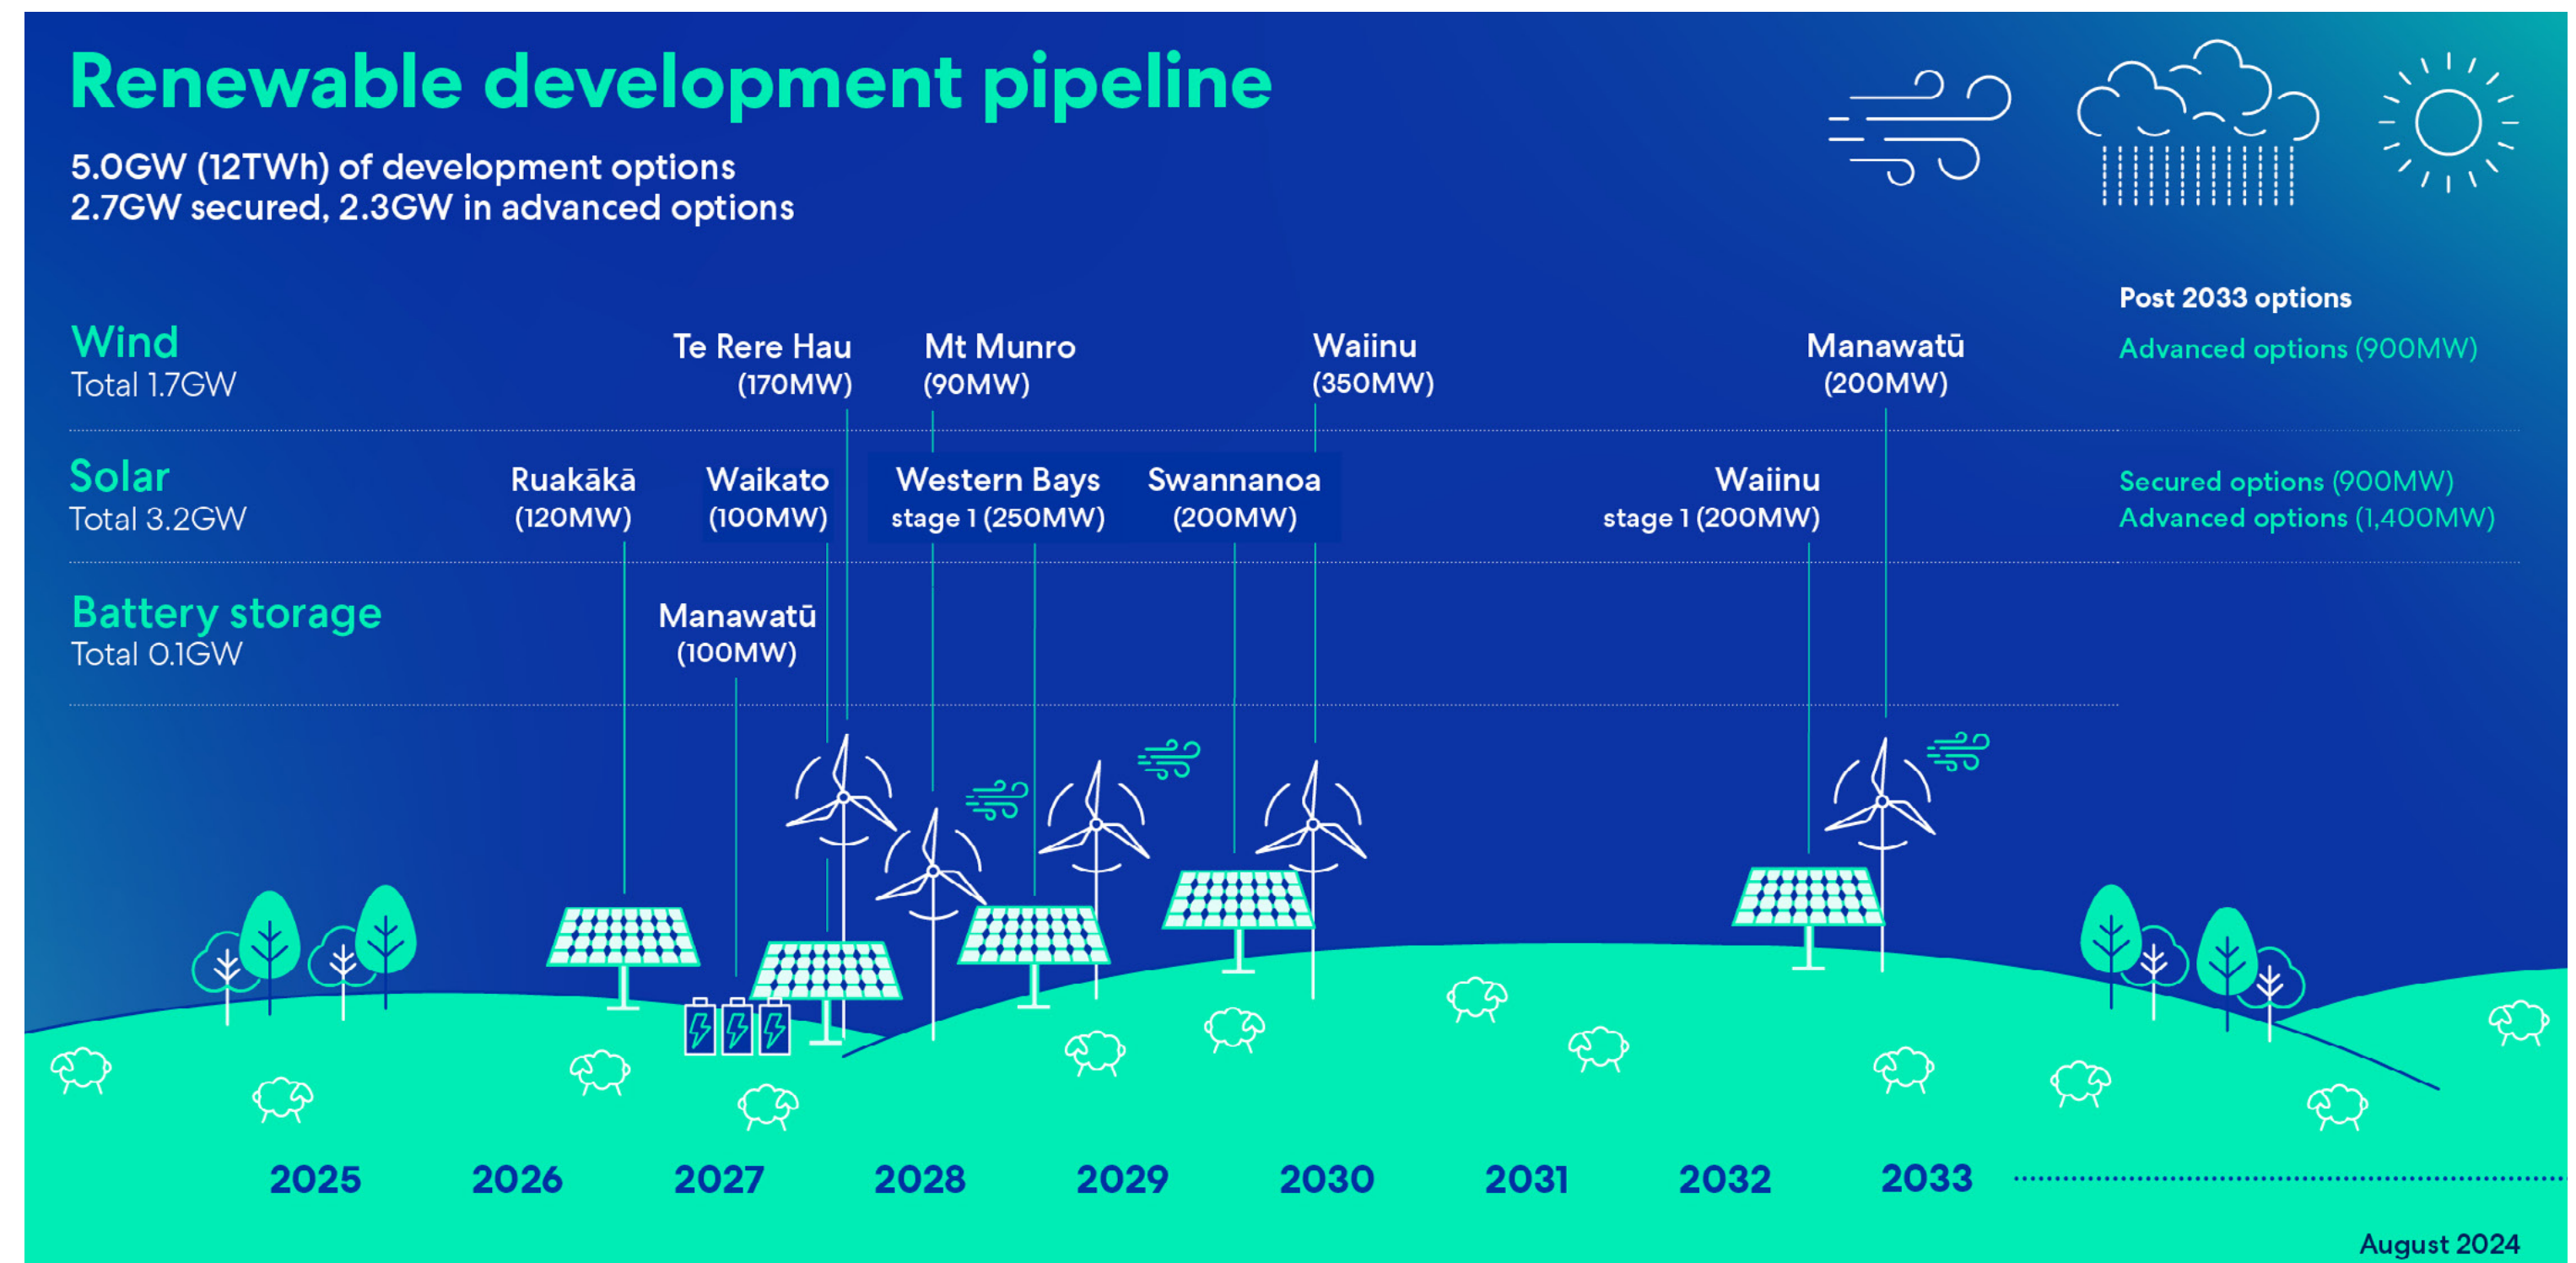 Renewable development pipeline
5.0GW (12TWh) of development options
2.7GW secured, 2.3GW in advanced options
Post 2033 options
Wind
Total 1.7GW
Te Rere Hau
(170MW)
Mt Munro
(90MW)
Waiinu
(350MW)
Manawatū
(200MW)
Advanced options (900MW)
Solar
Total 3.2GW
Ruakākā
(120MW)
Waikato
(100MW)
Western Bays
stage 1 (250MW)
Swannanoa
(200MW)
Waiinu
stage 1 (200MW)
Secured options (900MW)
Advanced options (1,400MW)
Battery storage
Total 0.1GW
Manawatū
(100MW)
2025 2026 2027 2028 2029 2030 2031 2032 2033
August 2024